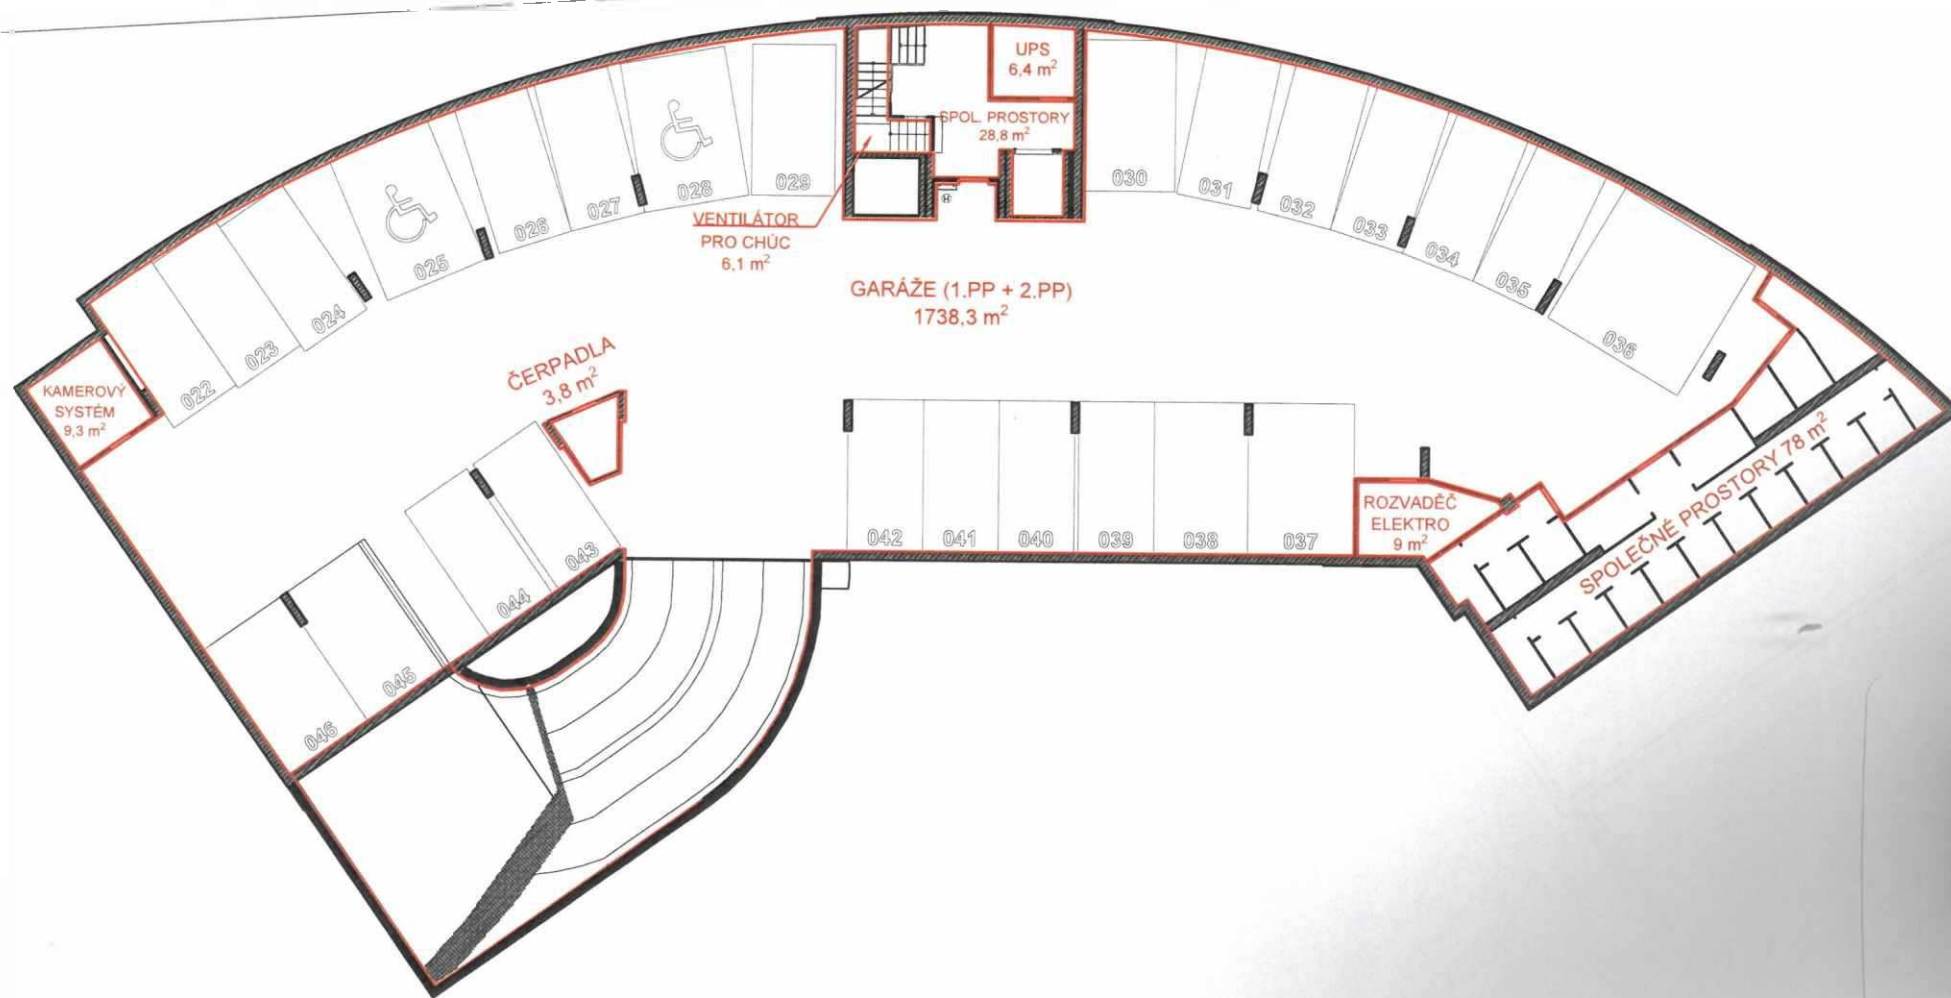 UPS
6,4 m²
SPOL. PROSTORY
28,8 m²
VENTILÁTOR
PRO CHÚC
6,1 m²
GARÁŽE (1.PP + 2.PP)
1738,3 m²
ČERPADLA
3,8 m²
KAMEROVÝ
SYSTÉM
9,3 m²
ROZVADĚČ
ELEKTRO
9 m²
SPOLEČNÉ PROSTORY 78 m²
022
023
024
025
026
027
028
029
030
031
032
033
034
035
036
042
041
040
039
038
037
043
044
045
046
H